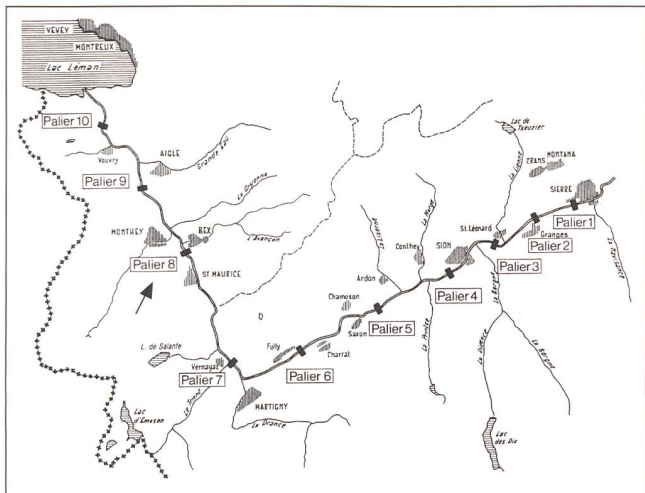 VEVEY
MONTREUX
Lac Léman
Palier 10
Vouvry
AIGLE
Grande Eau
Palier 9
La Gryonne
MONTHEY
BEX
L'Avançon
Palier 8
ST. MAURICE
L. de Salante
Vernayaz
Palier 7
Le Trient
Lac d'Emosson
MARTIGNY
La Drance
Fully
Charrat
Palier 6
Saxon
Chamoson
Palier 5
Ardon
Conthey
La Morge
SION
Palier 4
La Printze
St. Léonard
Palier 3
La Borgne
La Dixence
La Borgne
Lac des Dix
Lac de Tseuzier
La Lienne
CRANS
MONTANA
Granges
Palier 2
SIERRE
Palier 1
La Navisence